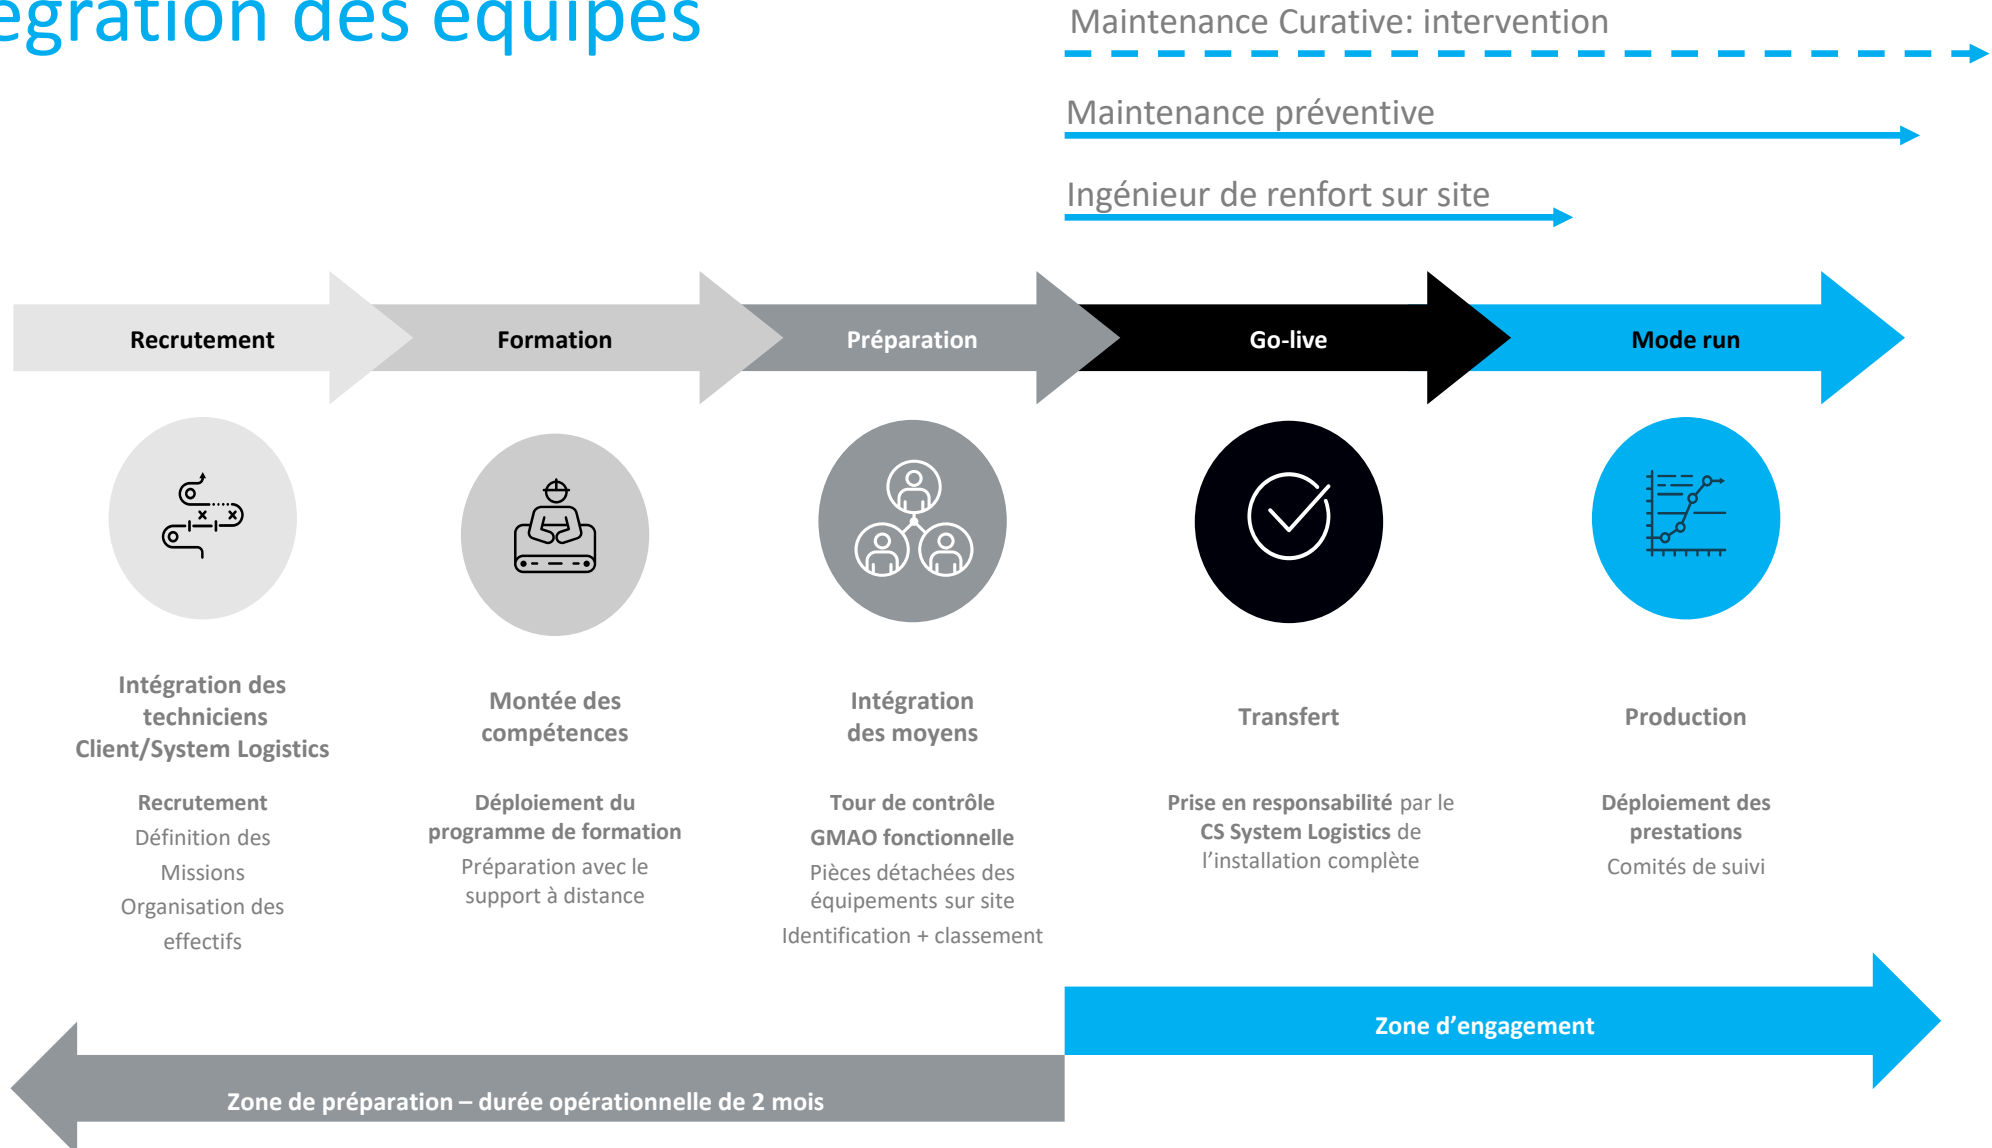 égration des équipes
Maintenance Curative: intervention
Maintenance préventive
Ingénieur de renfort sur site
Recrutement
Formation
Préparation
Go-live
Mode run
Intégration des
techniciens
Client/System Logistics
Recrutement
Définition des
Missions
Organisation des
effectifs
Montée des
compétences
Déploiement du
programme de formation
Préparation avec le
support à distance
Intégration
des moyens
Tour de contrôle
GMAO fonctionnelle
Pièces détachées des
équipements sur site
Identification + classement
Transfert
Prise en responsabilité par le
CS System Logistics de
l’installation complète
Production
Déploiement des
prestations
Comités de suivi
Zone d’engagement
Zone de préparation – durée opérationnelle de 2 mois